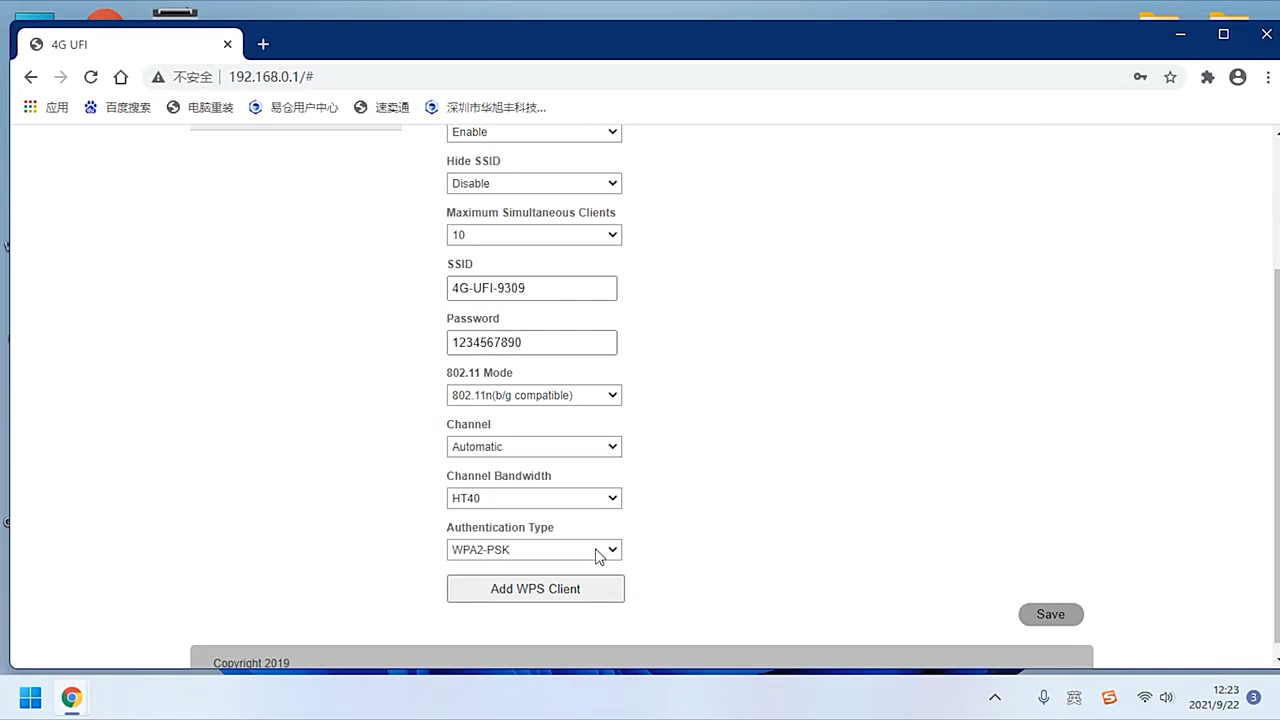 4G UFI
不安全 192.168.0.1/#
应用 百度搜索 电脑重装 易仓用户中心 速卖通 深圳市华旭丰科技...
Enable
Hide SSID
Disable
Maximum Simultaneous Clients
10
SSID
4G-UFI-9309
Password
1234567890
802.11 Mode
802.11n(b/g compatible)
Channel
Automatic
Channel Bandwidth
HT40
Authentication Type
WPA2-PSK
Add WPS Client
Save
Copyright 2019
英
12:23
2021/9/22
3